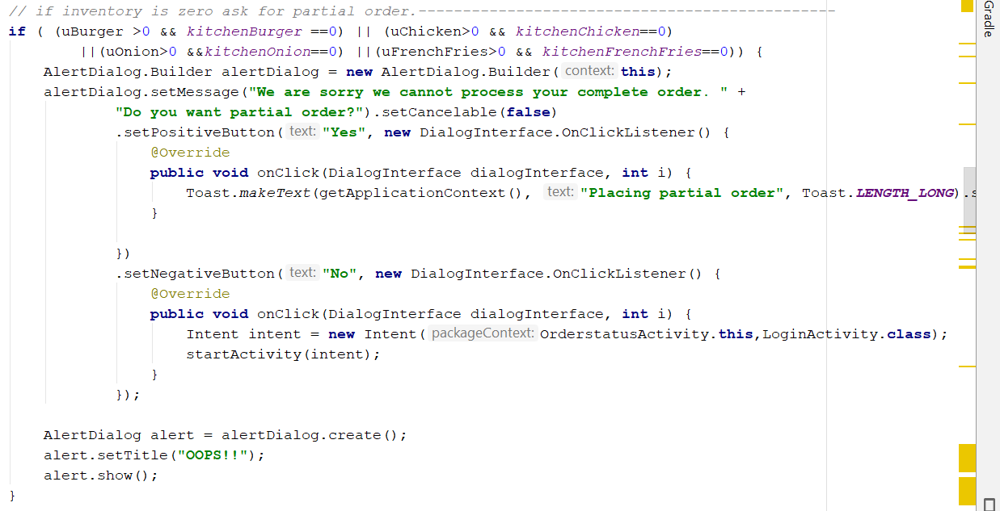 // if inventory is zero ask for partial order.-----------------------------------------------
if ( (uBurger >0 && kitchenBurger ==0) || (uChicken>0 && kitchenChicken==0)
||(uOnion>0 &&kitchenOnion==0) ||(uFrenchFries>0 && kitchenFrenchFries==0)) {
AlertDialog.Builder alertDialog = new AlertDialog.Builder( context: this);
alertDialog.setMessage("We are sorry we cannot process your complete order. " +
"Do you want partial order?").setCancelable(false)
.setPositiveButton( text: "Yes", new DialogInterface.OnClickListener() {
@Override
public void onClick(DialogInterface dialogInterface, int i) {
Toast.makeText(getApplicationContext(), text: "Placing partial order", Toast.LENGTH_LONG).s
}
})
.setNegativeButton( text: "No", new DialogInterface.OnClickListener() {
@Override
public void onClick(DialogInterface dialogInterface, int i) {
Intent intent = new Intent( packageContext: OrderstatusActivity.this,LoginActivity.class);
startActivity(intent);
}
});
AlertDialog alert = alertDialog.create();
alert.setTitle("OOPS!!");
alert.show();
}
Gradle